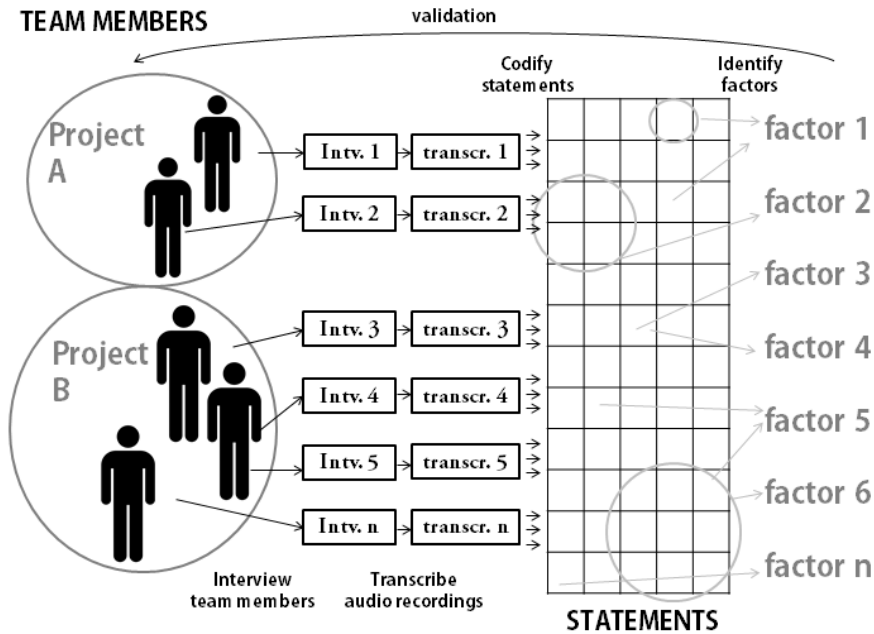 TEAM MEMBERS
validation
Codify
statements
Identify
factors
Project
A
Intv. 1
transcr. 1
factor 1
Intv. 2
transcr. 2
factor 2
factor 3
Project
B
Intv. 3
transcr. 3
factor 4
Intv. 4
transcr. 4
factor 5
Intv. 5
transcr. 5
factor 6
Intv. n
transcr. n
factor n
Interview
team members
Transcribe
audio recordings
STATEMENTS